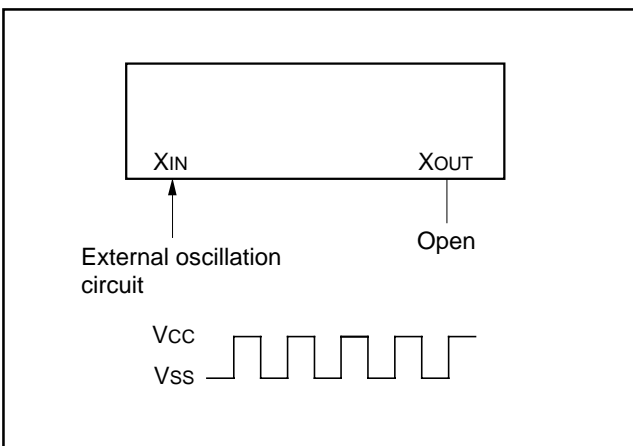 XIN XOUT
External oscillation
circuit
Open
VCC
VSS